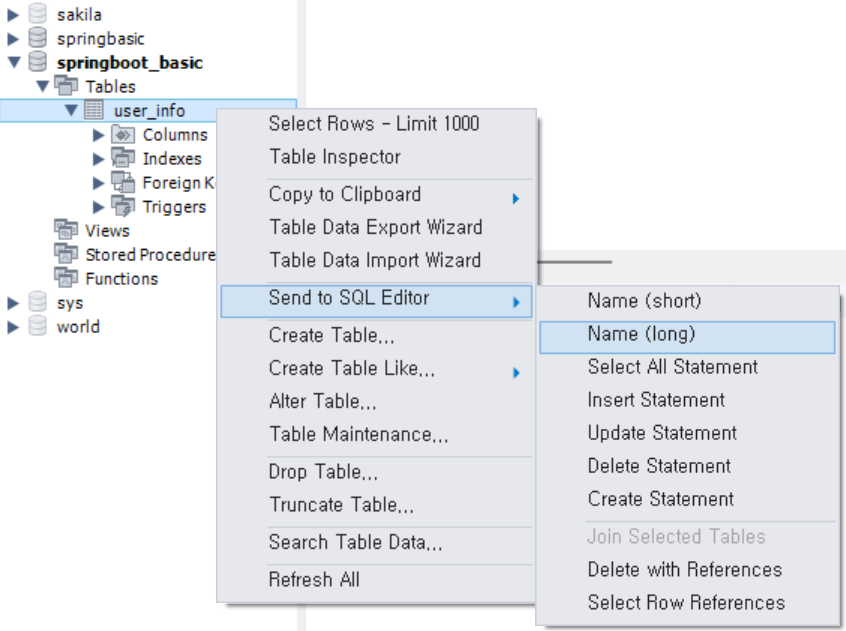 sakila
springbasic
springboot_basic
Tables
user_info
Columns
Indexes
Foreign K
Triggers
Views
Stored Procedure
Functions
sys
world
Select Rows - Limit 1000
Table Inspector
Copy to Clipboard
Table Data Export Wizard
Table Data Import Wizard
Send to SQL Editor
Create Table...
Create Table Like...
Alter Table...
Table Maintenance...
Drop Table...
Truncate Table...
Search Table Data...
Refresh All
Name (short)
Name (long)
Select All Statement
Insert Statement
Update Statement
Delete Statement
Create Statement
Join Selected Tables
Delete with References
Select Row References